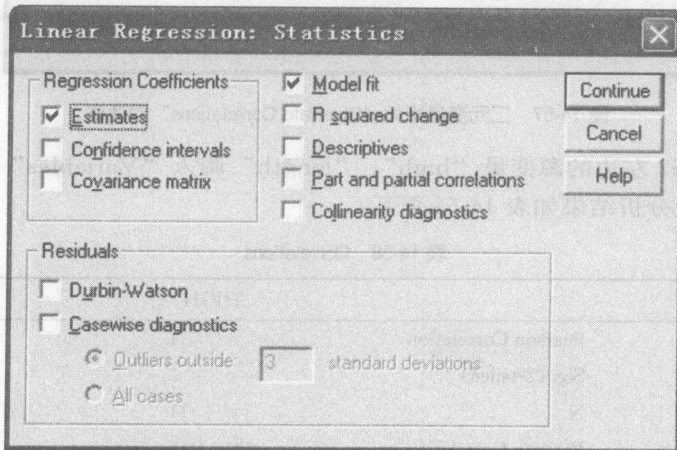 Linear Regression: Statistics
Regression Coefficients
Estimates
Confidence intervals
Covariance matrix
Model fit
R squared change
Descriptives
Part and partial correlations
Collinearity diagnostics
Continue
Cancel
Help
Residuals
Durbin-Watson
Casewise diagnostics
Outliers outside:
3
standard deviations
All cases